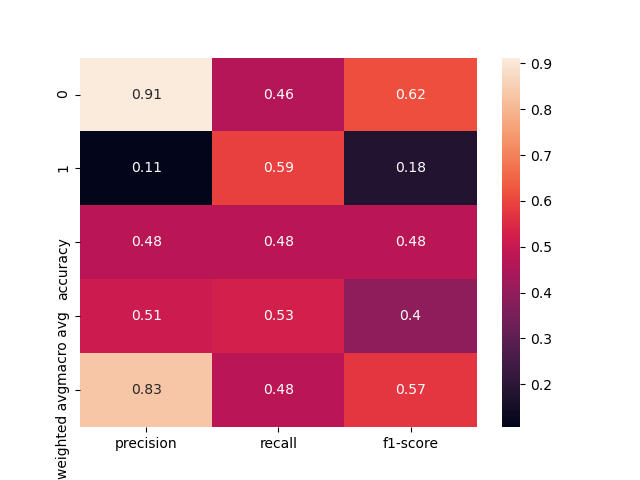 0 0.91 0.46 0.62
1 0.11 0.59 0.18
accuracy 0.48 0.48 0.48
macro avg 0.51 0.53 0.4
weighted avg 0.83 0.48 0.57
precision recall f1-score
0.9
0.8
0.7
0.6
0.5
0.4
0.3
0.2